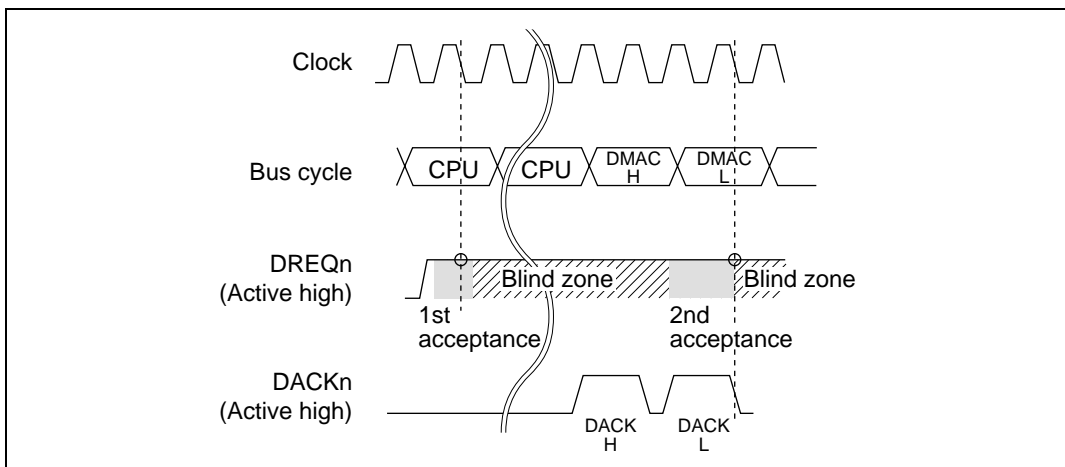 Clock
Bus cycle
CPU
CPU
DMAC
H
DMAC
L
DREQn
(Active high)
Blind zone
Blind zone
1st
acceptance
2nd
acceptance
DACKn
(Active high)
DACK
H
DACK
L